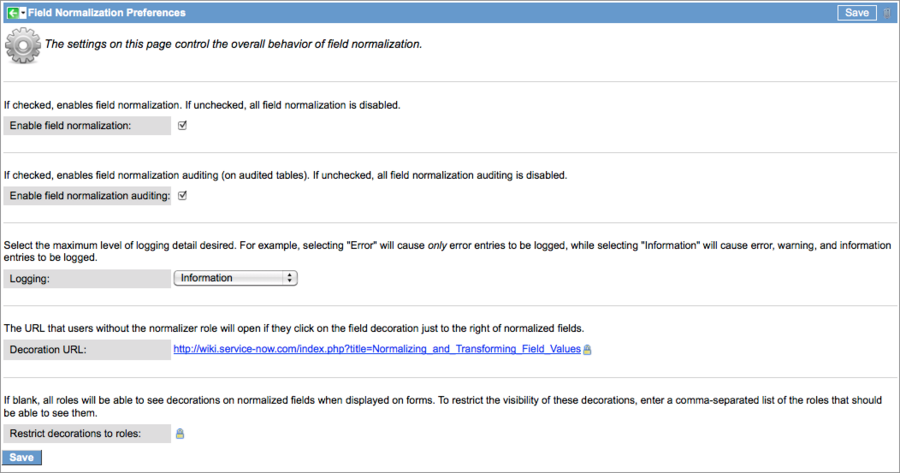 Field Normalization Preferences
Save
The settings on this page control the overall behavior of field normalization.
If checked, enables field normalization. If unchecked, all field normalization is disabled.
Enable field normalization:
If checked, enables field normalization auditing (on audited tables). If unchecked, all field normalization auditing is disabled.
Enable field normalization auditing:
Select the maximum level of logging detail desired. For example, selecting "Error" will cause only error entries to be logged, while selecting "Information" will cause error, warning, and information
entries to be logged.
Logging:
Information
The URL that users without the normalizer role will open if they click on the field decoration just to the right of normalized fields.
Decoration URL:
http://wiki.service-now.com/index.php?title=Normalizing_and_Transforming_Field_Values
If blank, all roles will be able to see decorations on normalized fields when displayed on forms. To restrict the visibility of these decorations, enter a comma-separated list of the roles that should
be able to see them.
Restrict decorations to roles:
Save